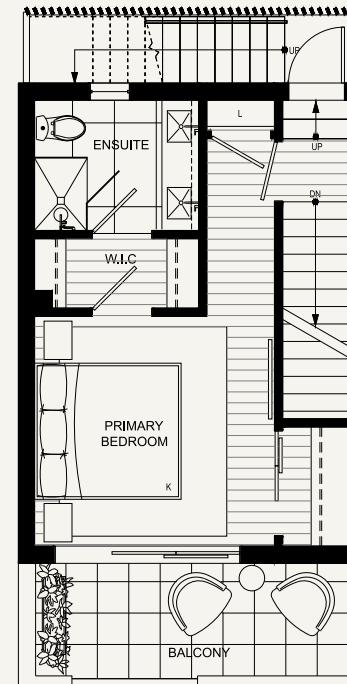 UP
L
ENSUITE
UP
DN
W.I.C
PRIMARY
BEDROOM
K
BALCONY